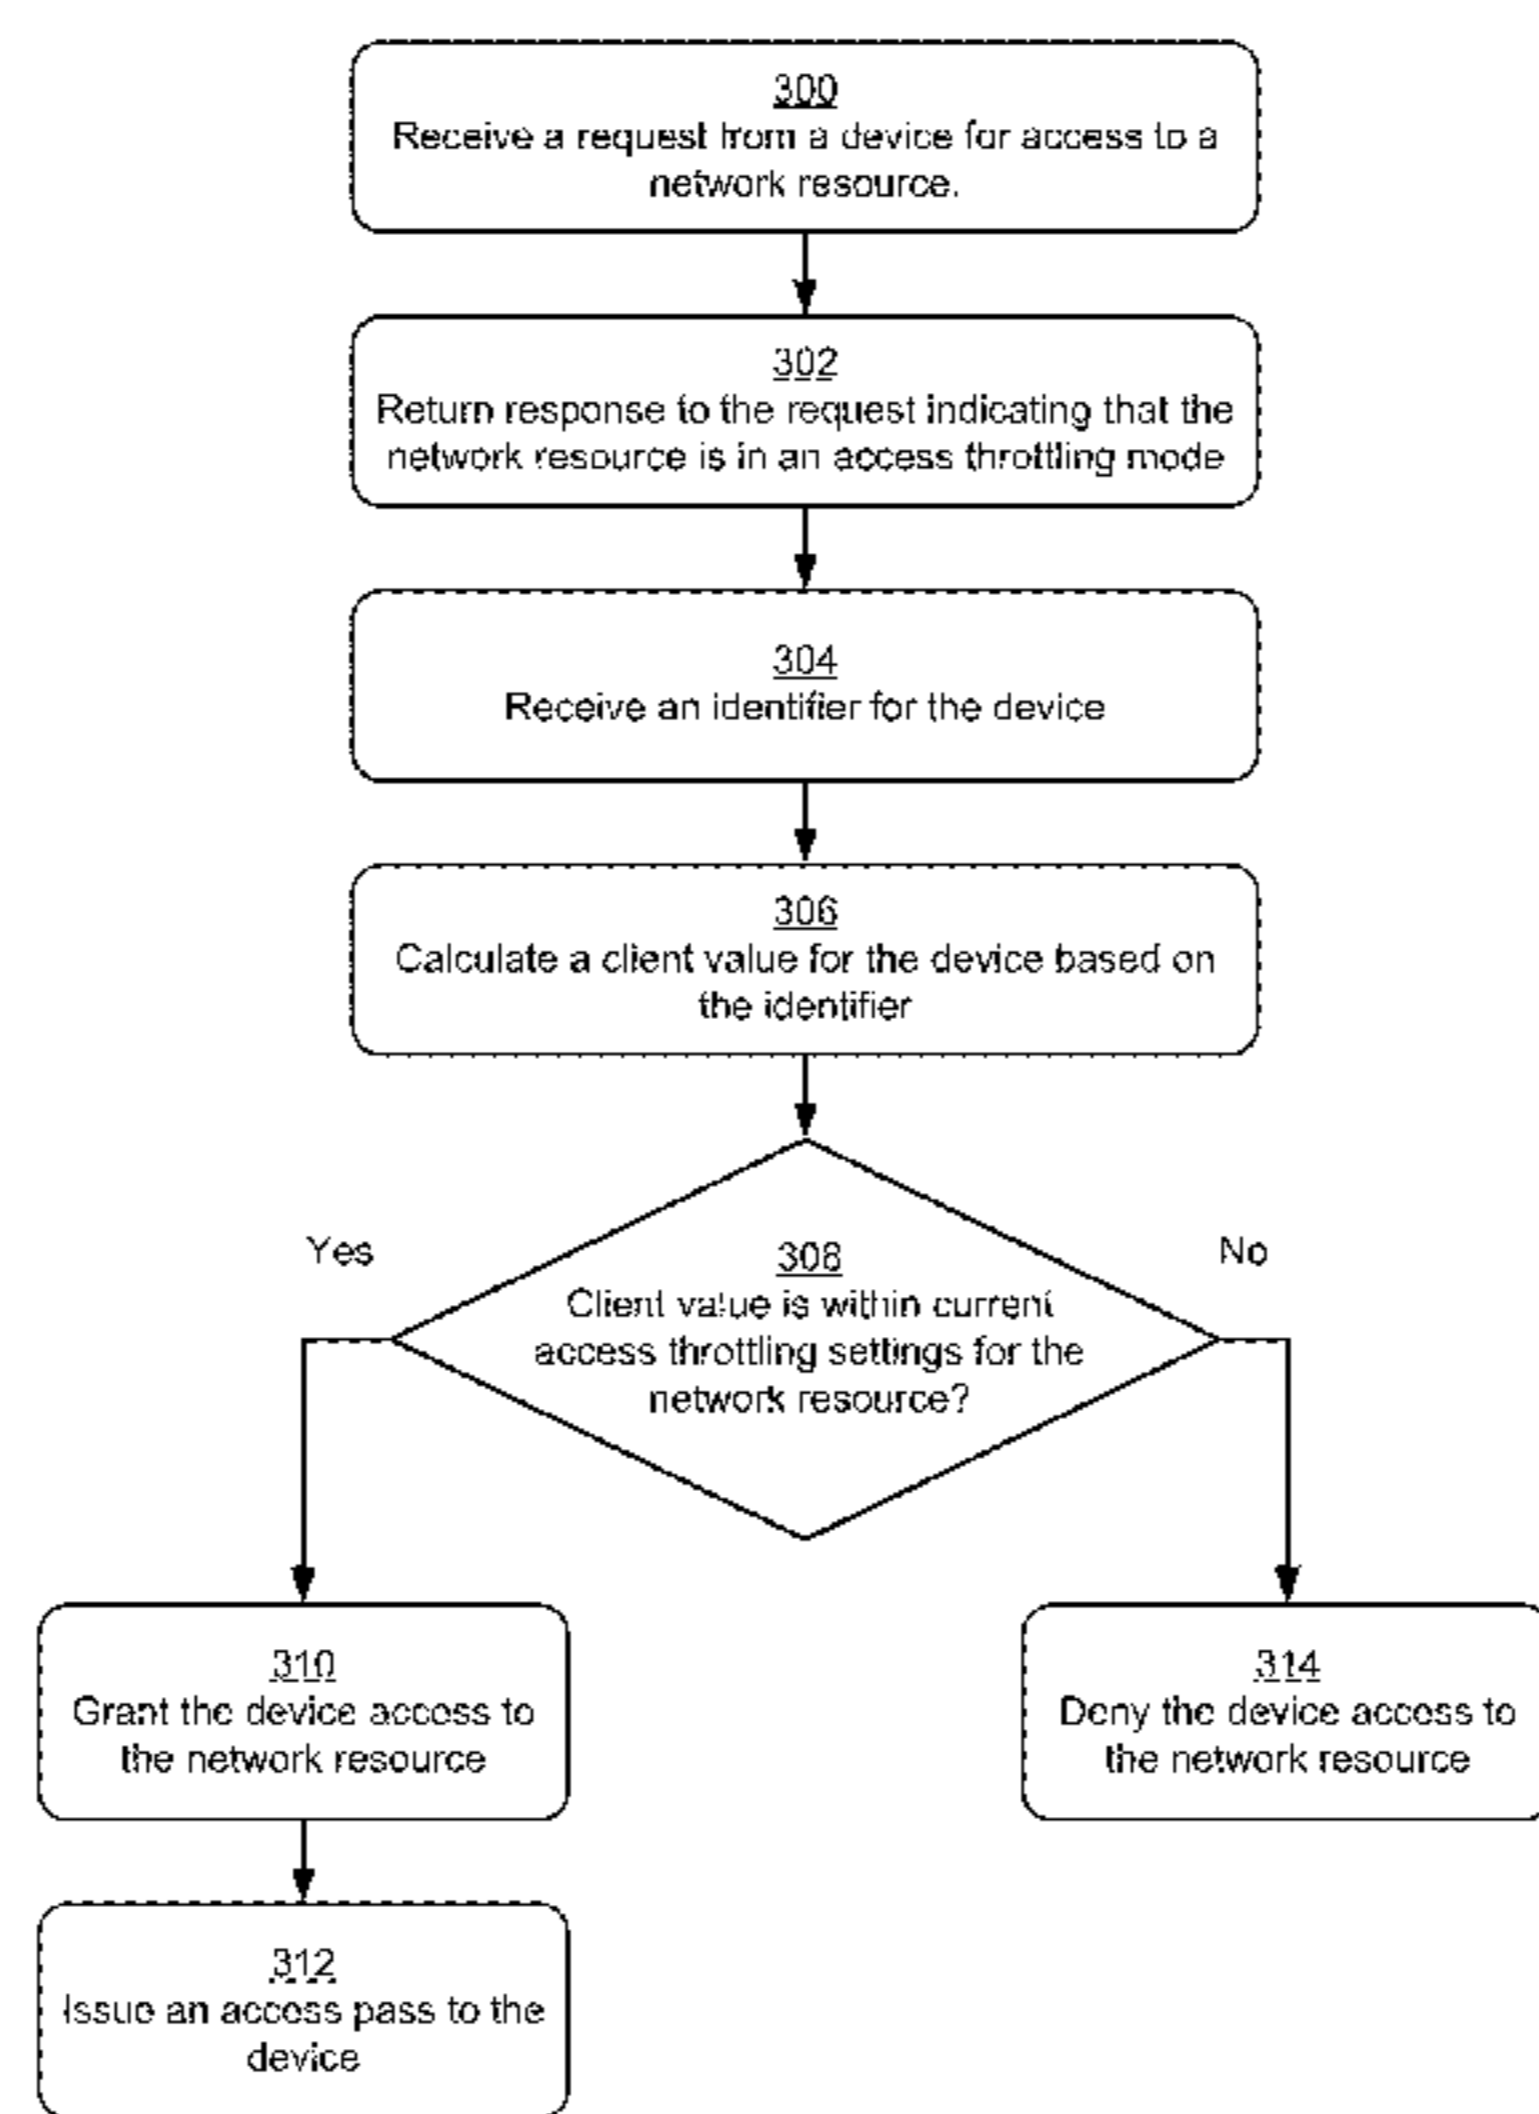 300
Receive a request from a device for access to a
network resource.
302
Return response to the request indicating that the
network resource is in an access throttling mode
304
Receive an identifier for the device
306
Calculate a client value for the device based on
the identifier
Yes
No
308
Client value is within current
access throttling settings for the
network resource?
310
Grant the device access to
the network resource
314
Deny the device access to
the network resource
312
Issue an access pass to the
device